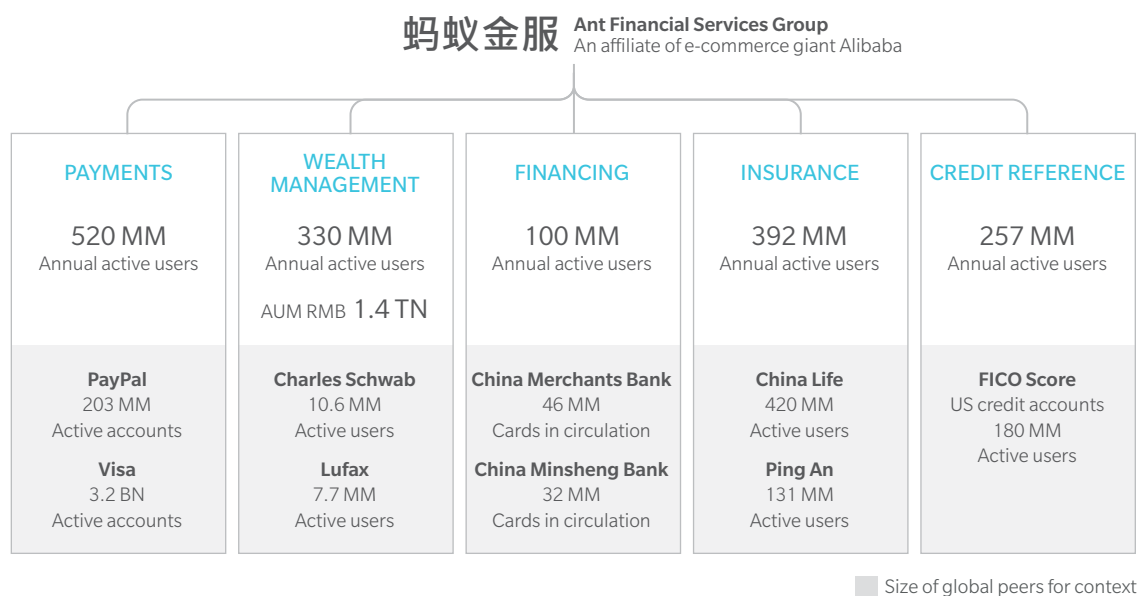 蚂蚁金服
Ant Financial Services Group
An affiliate of e-commerce giant Alibaba
PAYMENTS
520 MM
Annual active users
PayPal
203 MM
Active accounts
Visa
3.2 BN
Active accounts
WEALTH
MANAGEMENT
330 MM
Annual active users
AUM RMB 1.4 TN
Charles Schwab
10.6 MM
Active users
Lufax
7.7 MM
Active users
FINANCING
100 MM
Annual active users
China Merchants Bank
46 MM
Cards in circulation
China Minsheng Bank
32 MM
Cards in circulation
INSURANCE
392 MM
Annual active users
China Life
420 MM
Active users
Ping An
131 MM
Active users
CREDIT REFERENCE
257 MM
Annual active users
FICO Score
US credit accounts
180 MM
Active users
Size of global peers for context